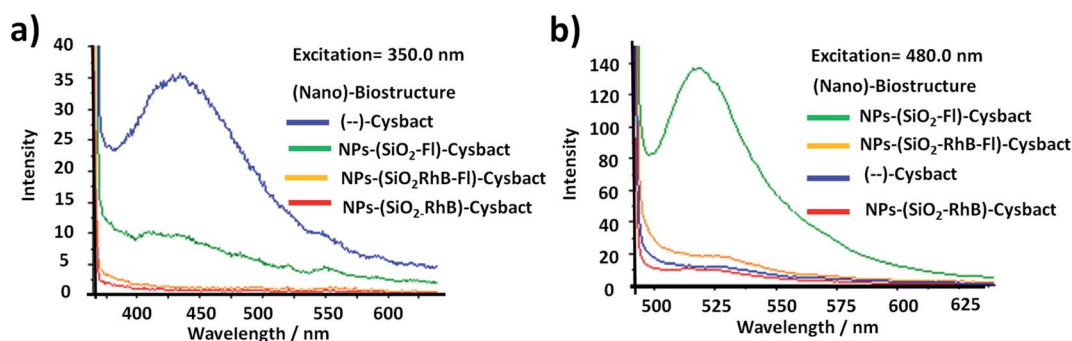 a)
40
35
30
25
20
15
10
5
0
Intensity
400
450
500
550
600
Wavelength / nm
Excitation= 350.0 nm
(Nano)-Biostructure
(--)-Cysbact
NPs-(SiO₂-Fl)-Cysbact
NPs-(SiO₂RhB-Fl)-Cysbact
NPs-(SiO₂-RhB)-Cysbact
b)
140
120
100
80
60
40
20
0
Intensity
500
525
550
575
600
625
Wavelength / nm
Excitation= 480.0 nm
(Nano)-Biostructure
NPs-(SiO₂-Fl)-Cysbact
NPs-(SiO₂-RhB-Fl)-Cysbact
(--)-Cysbact
NPs-(SiO₂-RhB)-Cysbact